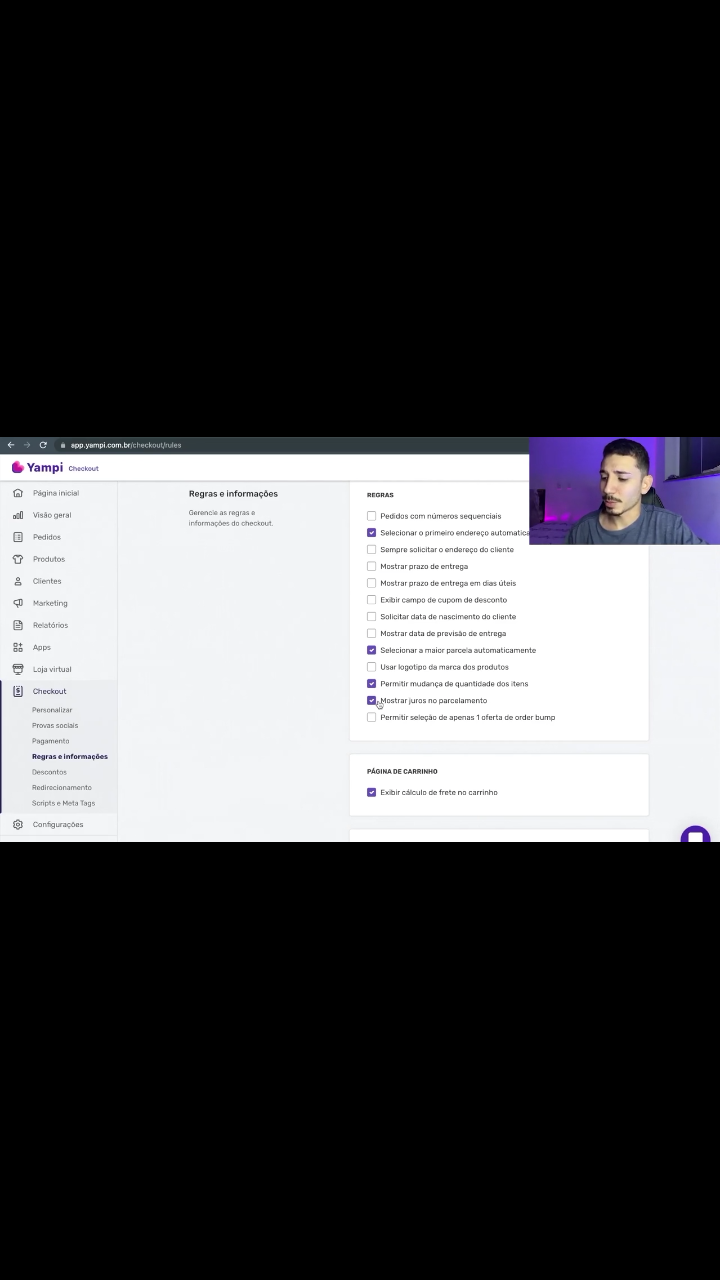 app.yampi.com.br/checkout/rules
Yampi Checkout
Página inicial
Visão geral
Pedidos
Produtos
Clientes
Marketing
Relatórios
Apps
Loja virtual
Checkout
Personalizar
Provas sociais
Pagamento
Regras e informações
Descontos
Redirecionamento
Scripts e Meta Tags
Configurações
Regras e informações
Gerencie as regras e
informações do checkout.
REGRAS
Pedidos com números sequenciais
Selecionar o primeiro endereço automatica
Sempre solicitar o endereço do cliente
Mostrar prazo de entrega
Mostrar prazo de entrega em dias úteis
Exibir campo de cupom de desconto
Solicitar data de nascimento do cliente
Mostrar data de previsão de entrega
Selecionar a maior parcela automaticamente
Usar logotipo da marca dos produtos
Permitir mudança de quantidade dos itens
Mostrar juros no parcelamento
Permitir seleção de apenas 1 oferta de order bump
PÁGINA DE CARRINHO
Exibir cálculo de frete no carrinho